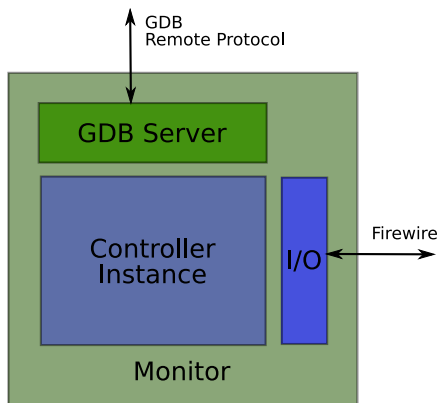 GDB
Remote Protocol
GDB Server
Controller
Instance
I/O
Firewire
Monitor